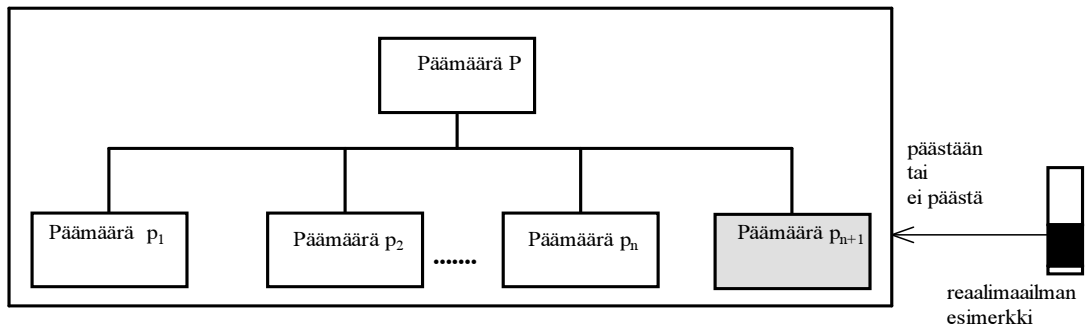 Päämäärä P
Päämäärä p₁
Päämäärä p₂
.......
Päämäärä pₙ
Päämäärä pₙ₊₁
päästään
tai
ei päästä
reaalimaailman
esimerkki